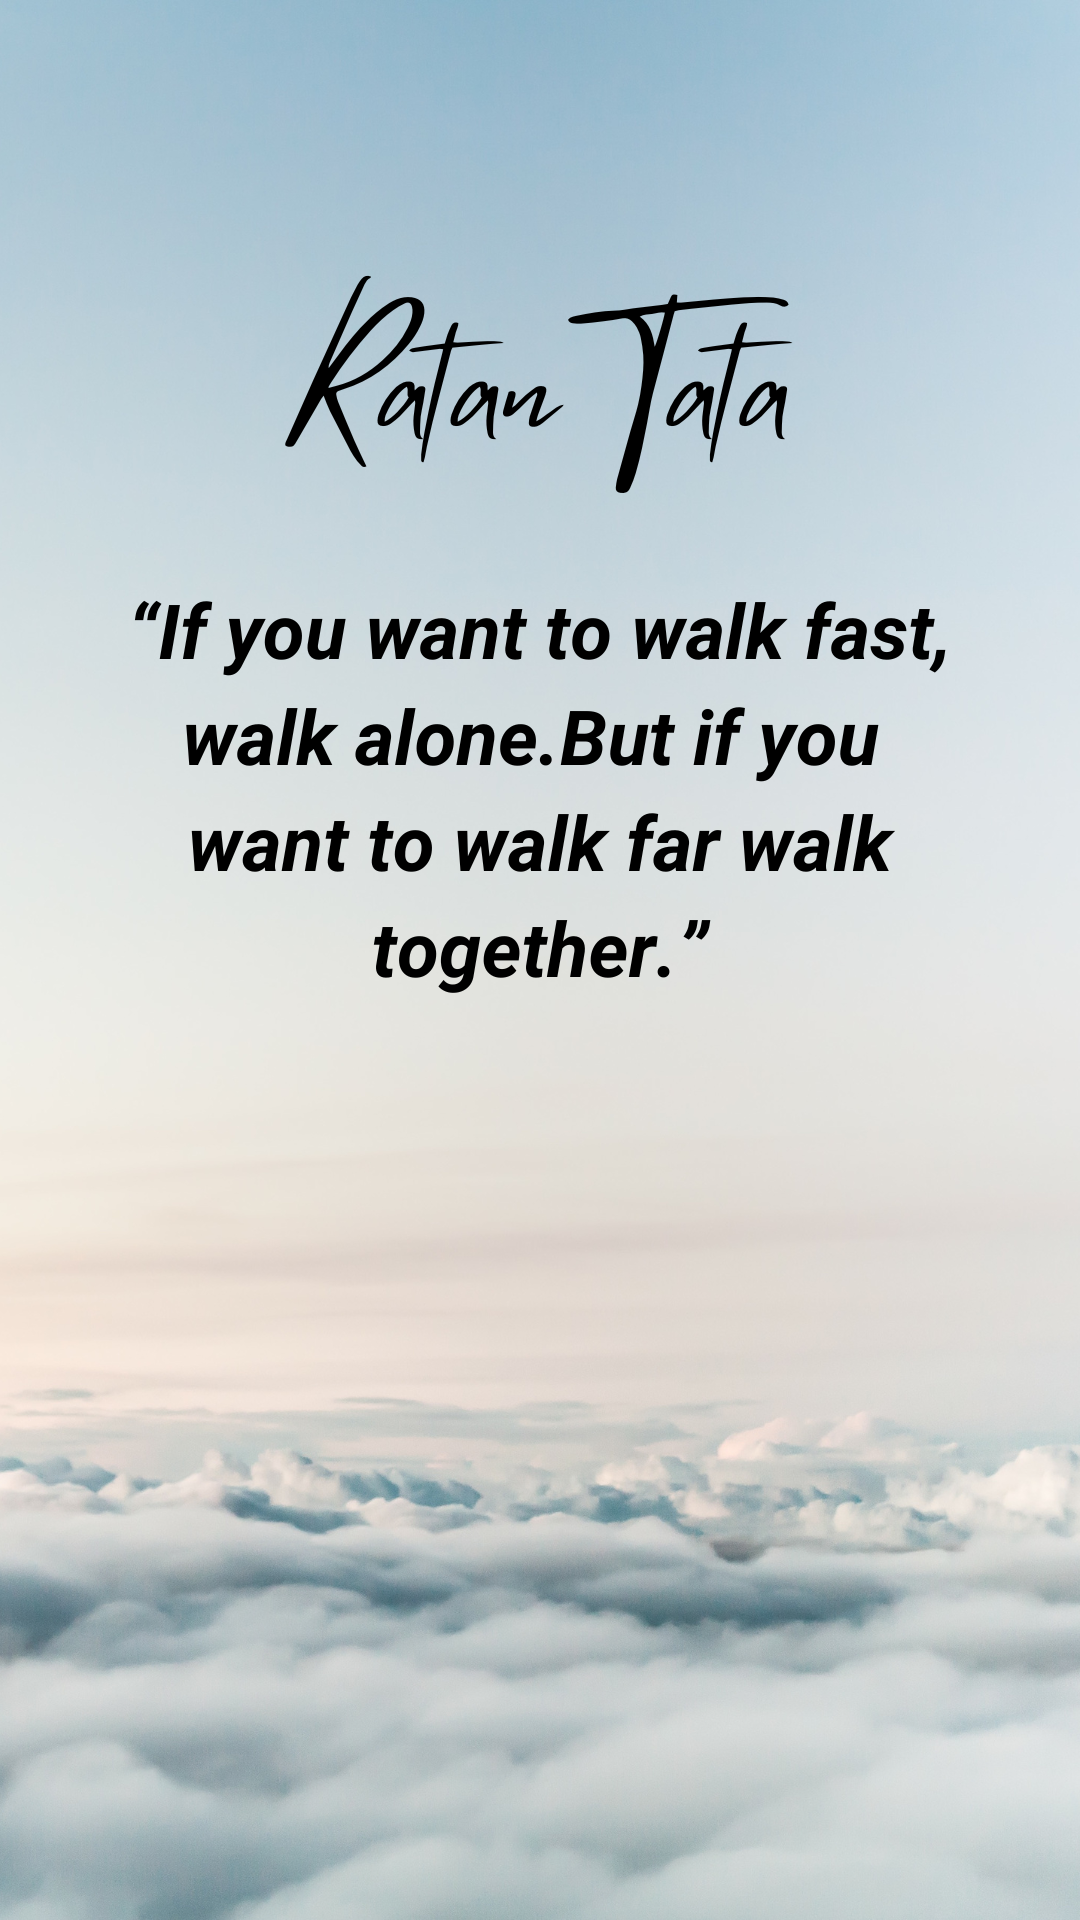 Ratan Tata
“If you want to walk fast,
walk alone.But if you
want to walk far walk
together.”